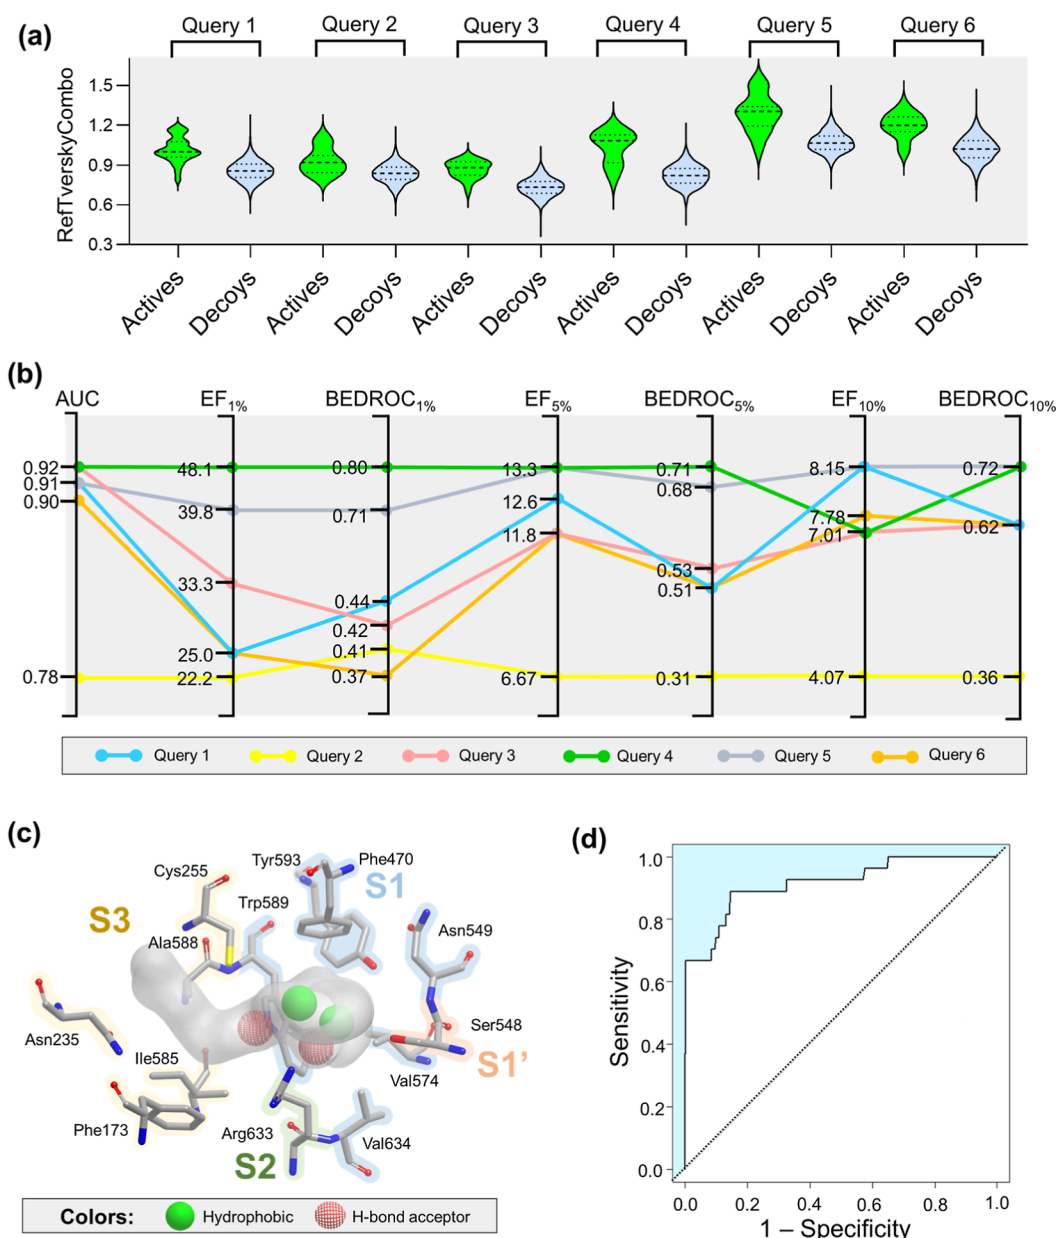 (a)
Query 1 Query 2 Query 3 Query 4 Query 5 Query 6
RefTverskyCombo
1.5
1.2
0.9
0.6
0.3
Actives Decoys Actives Decoys Actives Decoys Actives Decoys Actives Decoys Actives Decoys
(b)
AUC EF1% BEDROC1% EF5% BEDROC5% EF10% BEDROC10%
0.92 48.1 0.80 13.3 0.71 8.15 0.72
0.91 39.8 0.71 12.6 0.68 7.78 0.62
0.90 33.3 0.44 11.8 0.53 7.01
25.0 0.42 0.51
0.41
0.78 22.2 0.37 6.67 0.31 4.07 0.36
Query 1 Query 2 Query 3 Query 4 Query 5 Query 6
(c)
Tyr593 Phe470
Cys255
S1
Trp589
S3
Asn549
Ala588
Ser548
Asn235
Ile585
S1’
Val574
Phe173
Arg633
Val634
S2
Colors: Hydrophobic H-bond acceptor
(d)
Sensitivity
1.0
0.8
0.6
0.4
0.2
0.0
0.0 0.2 0.4 0.6 0.8 1.0
1 – Specificity